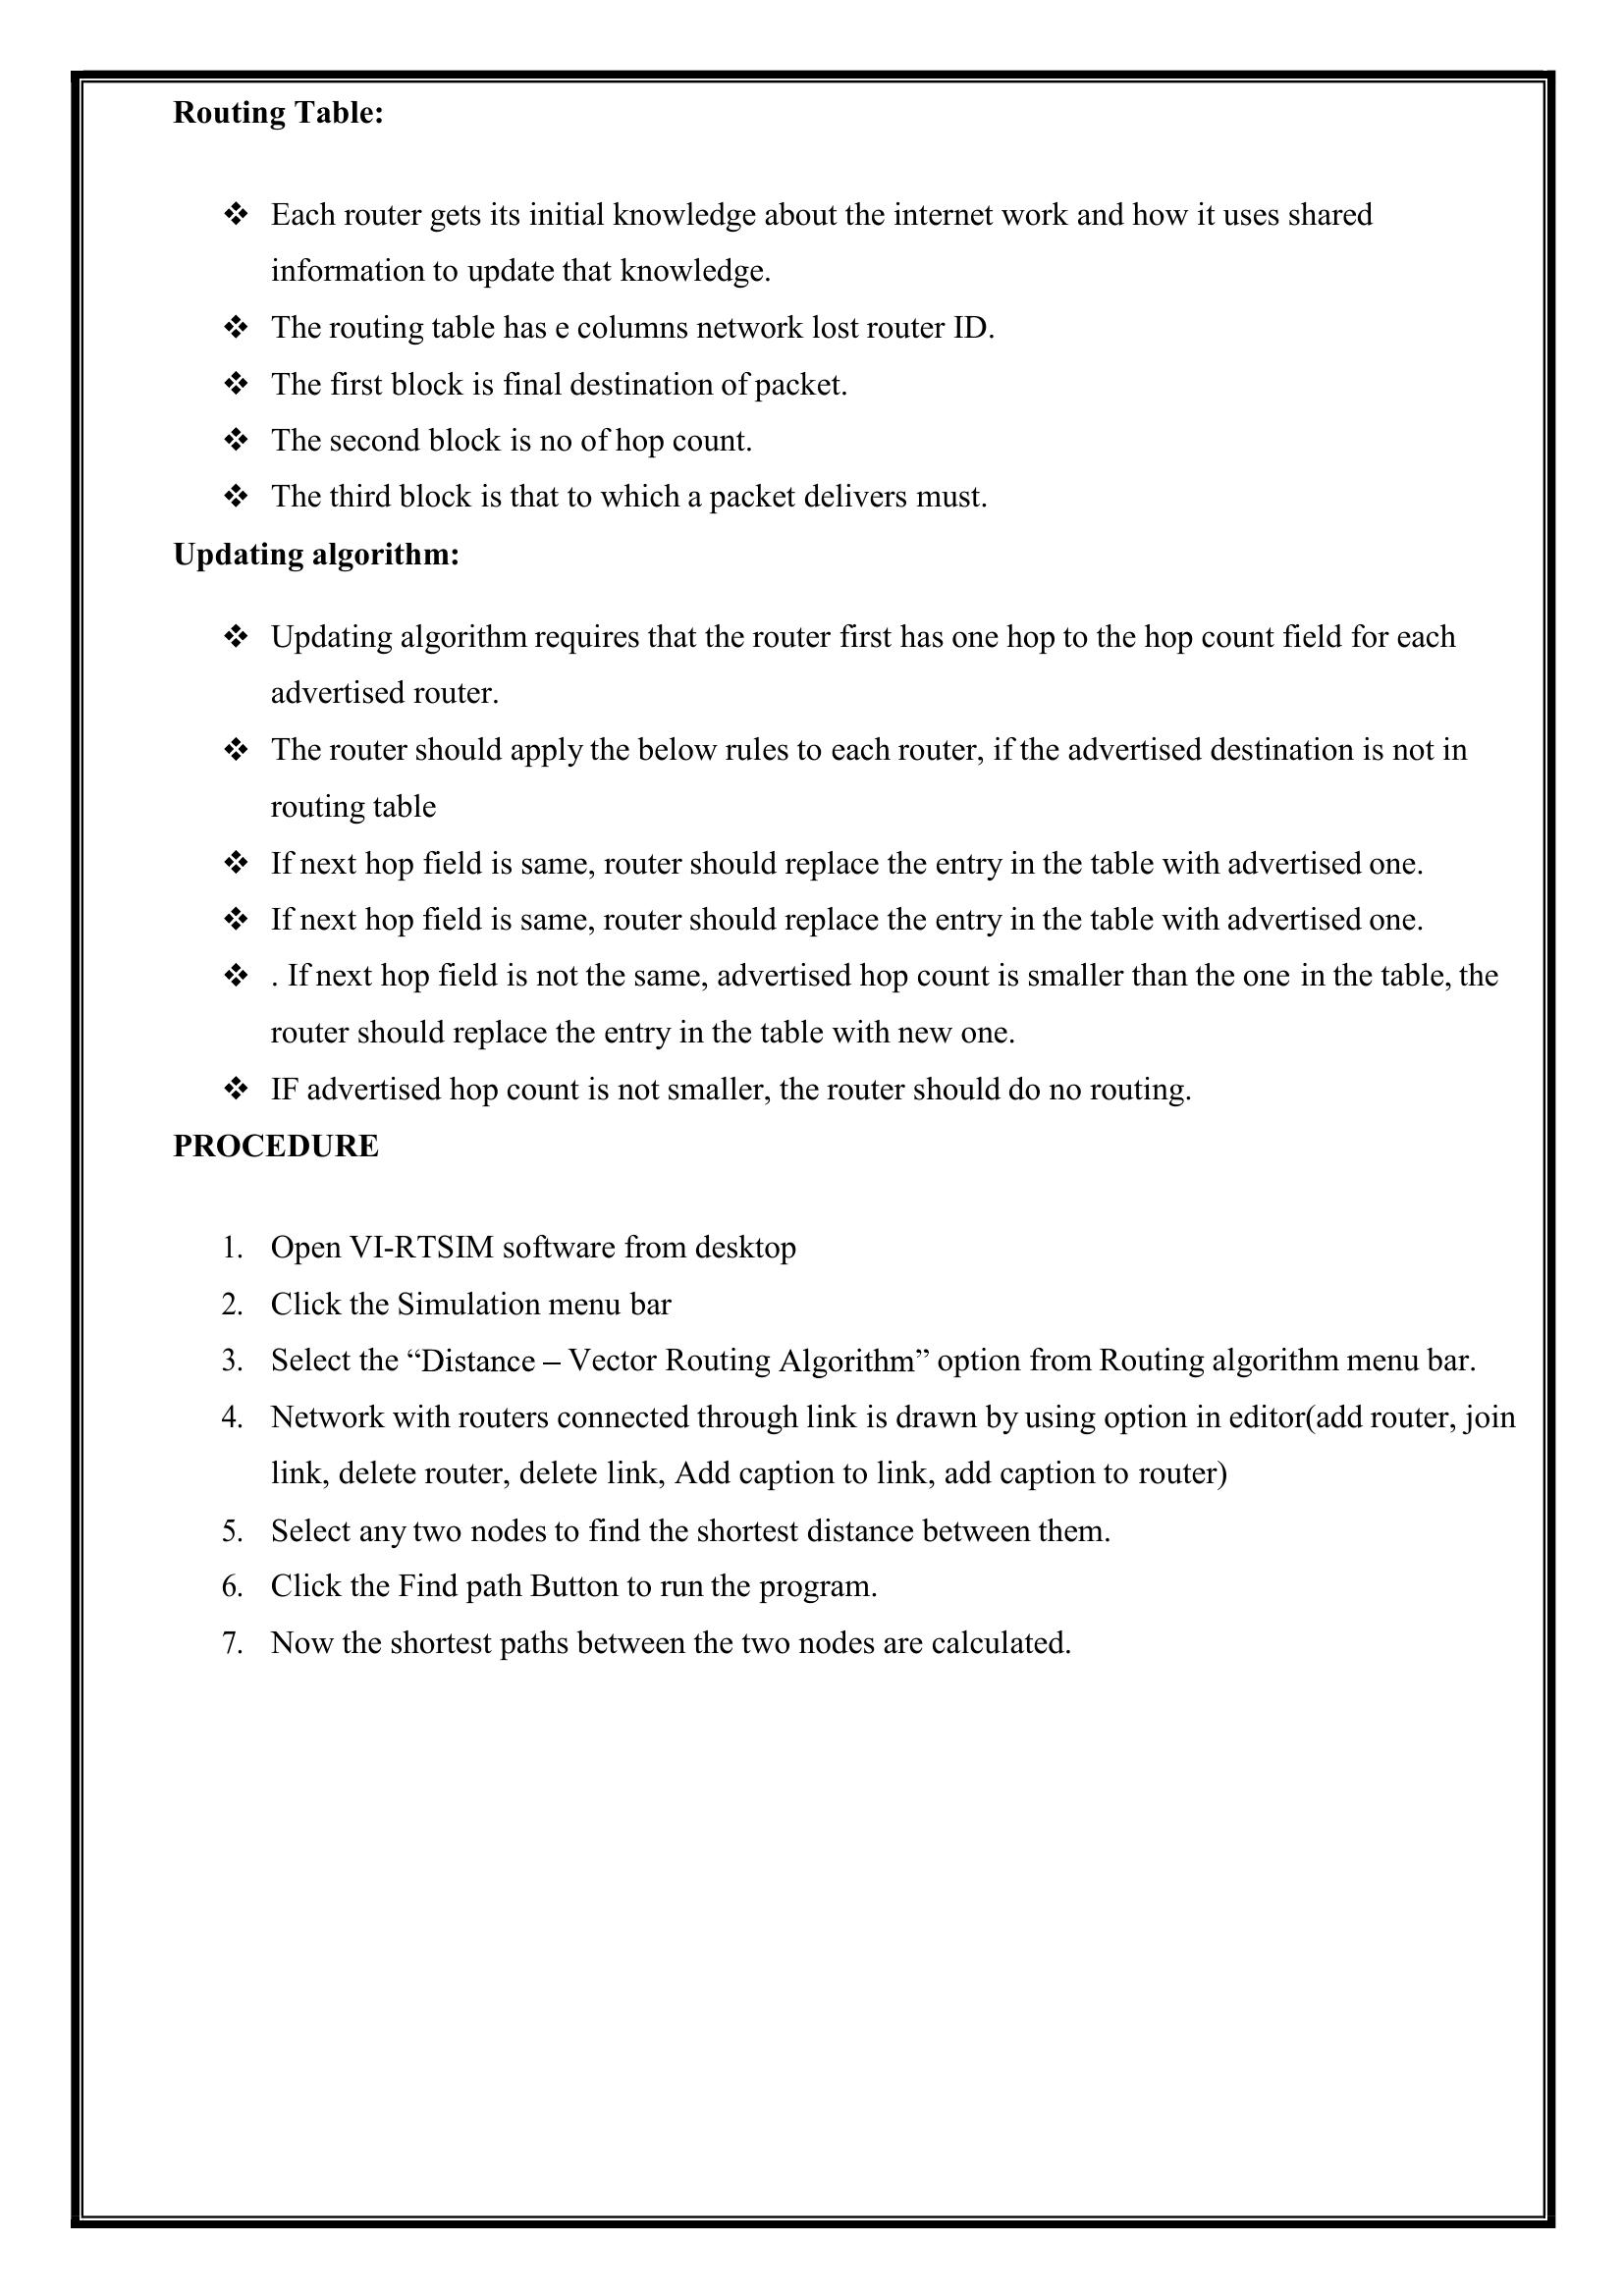 Routing Table:
❖ Each router gets its initial knowledge about the internet work and how it uses shared
information to update that knowledge.
❖ The routing table has e columns network lost router ID.
❖ The first block is final destination of packet.
❖ The second block is no of hop count.
❖ The third block is that to which a packet delivers must.
Updating algorithm:
❖ Updating algorithm requires that the router first has one hop to the hop count field for each
advertised router.
❖ The router should apply the below rules to each router, if the advertised destination is not in
routing table
❖ If next hop field is same, router should replace the entry in the table with advertised one.
❖ If next hop field is same, router should replace the entry in the table with advertised one.
❖ . If next hop field is not the same, advertised hop count is smaller than the one in the table, the
router should replace the entry in the table with new one.
❖ IF advertised hop count is not smaller, the router should do no routing.
PROCEDURE
1. Open VI-RTSIM software from desktop
2. Click the Simulation menu bar
3. Select the “Distance – Vector Routing Algorithm” option from Routing algorithm menu bar.
4. Network with routers connected through link is drawn by using option in editor(add router, join
link, delete router, delete link, Add caption to link, add caption to router)
5. Select any two nodes to find the shortest distance between them.
6. Click the Find path Button to run the program.
7. Now the shortest paths between the two nodes are calculated.